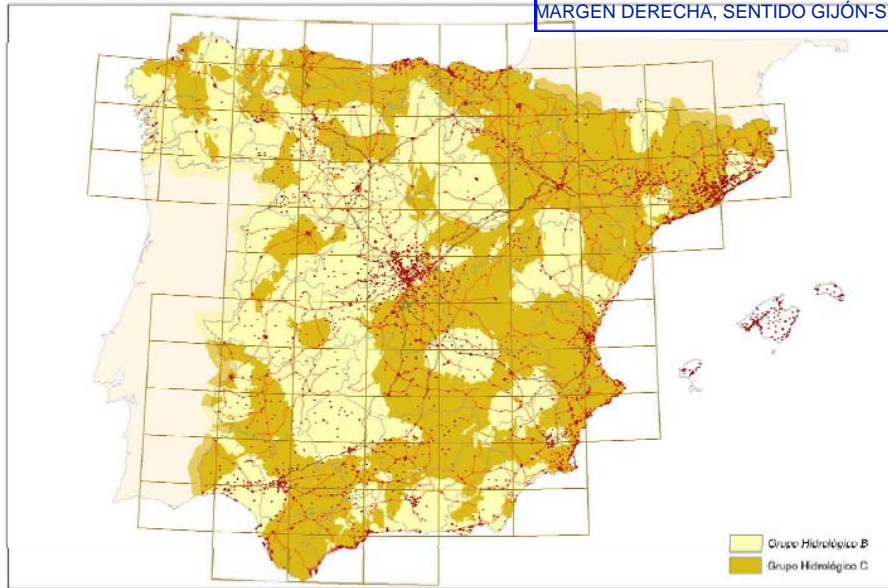 MARGEN DERECHA, SENTIDO GIJÓN-S
Grupo Hidrológico B
Grupo Hidrológico C